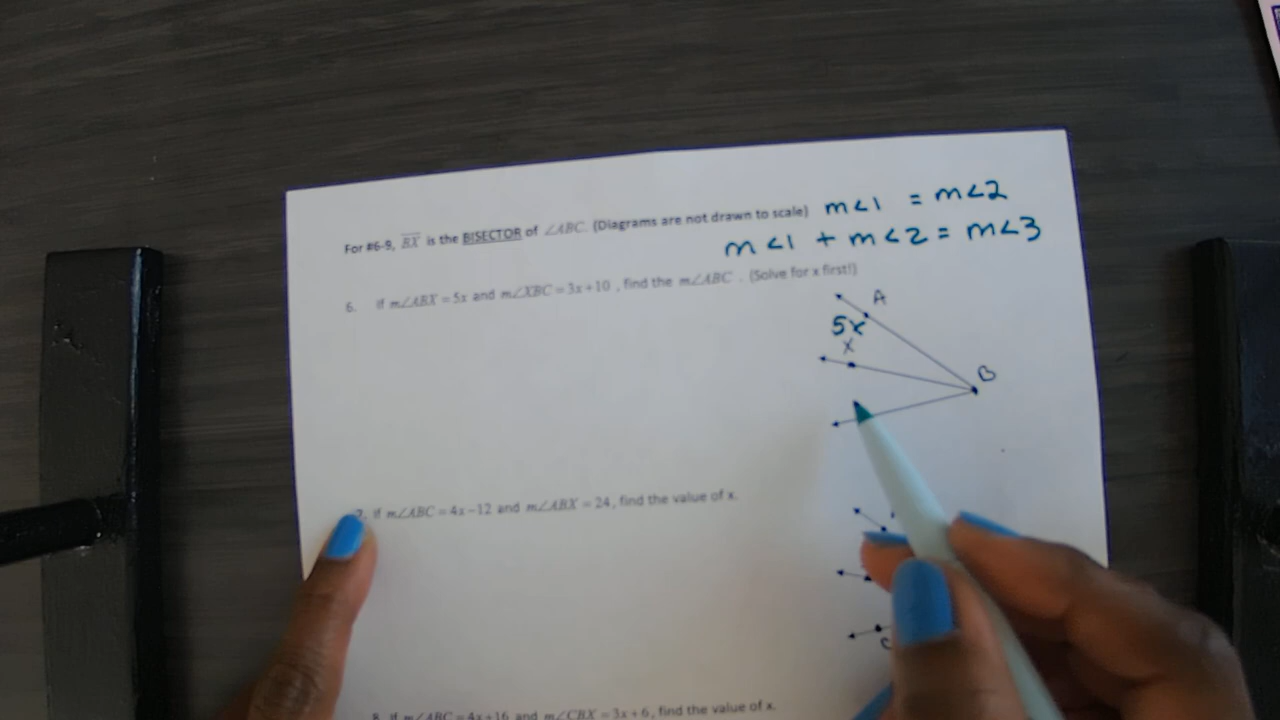 m∠1 = m∠2
For #6-9, BX is the BISECTOR of ∠ABC. (Diagrams are not drawn to scale)
m∠1 + m∠2 = m∠3
6. If m∠ABX = 5x and m∠XBC = 3x+10 , find the m∠ABC . (Solve for x first!)
A
5x
X
B
7. If m∠ABC = 4x−12 and m∠ABX = 24, find the value of x.
C
8. If m∠ABC = 4x+16 and m∠CBX = 3x+6, find the value of x.